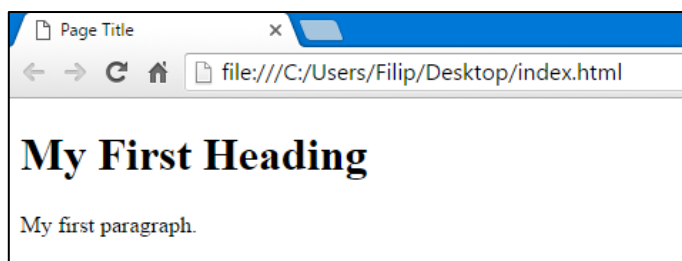 Page Title
file:///C:/Users/Filip/Desktop/index.html
My First Heading
My first paragraph.